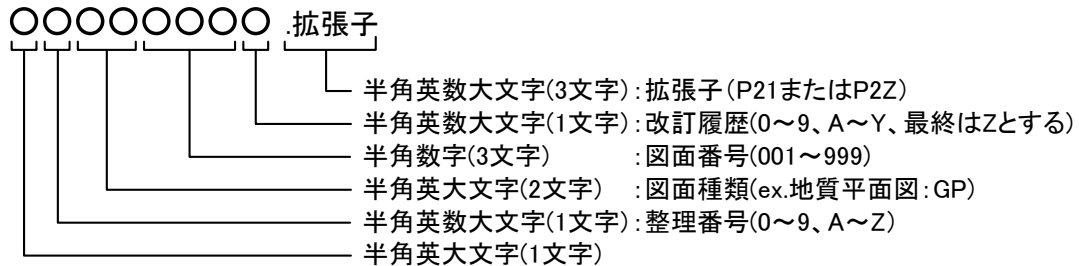 ○○○○○○○○.拡張子
半角英数大文字(3文字):拡張子(P21またはP2Z)
半角英数大文字(1文字):改訂履歴(0～9、A～Y、最終はZとする)
半角数字(3文字) :図面番号(001～999)
半角英大文字(2文字) :図面種類(ex.地質平面図:GP)
半角英数大文字(1文字):整理番号(0～9、A～Z)
半角英大文字(1文字)